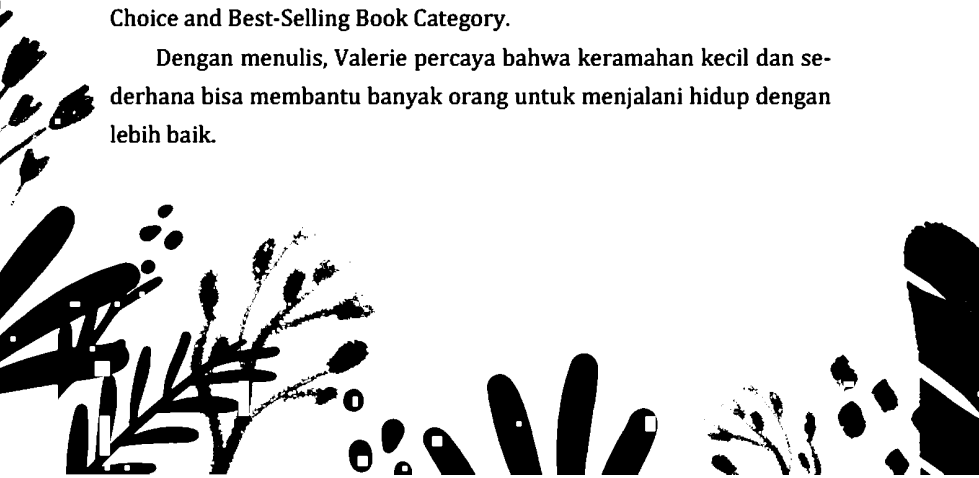 Choice and Best-Selling Book Category.
Dengan menulis, Valerie percaya bahwa keramahan kecil dan se-
derhana bisa membantu banyak orang untuk menjalani hidup dengan
lebih baik.